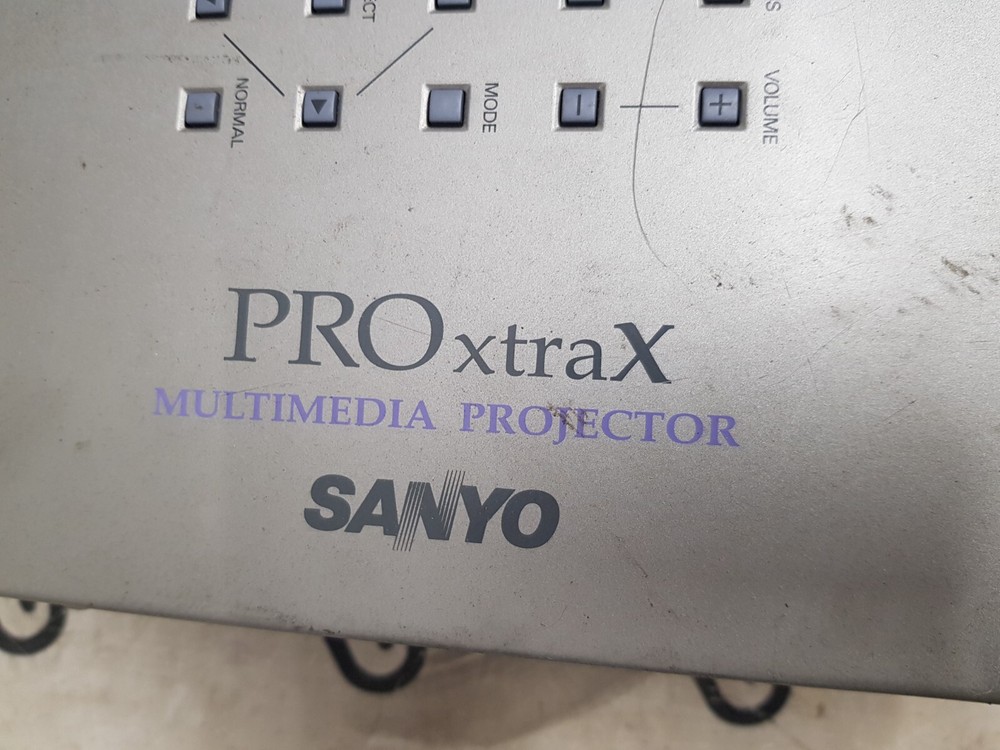 NORMAL
MODE
−
+
VOLUME
PROxtraX
MULTIMEDIA PROJECTOR
SANYO